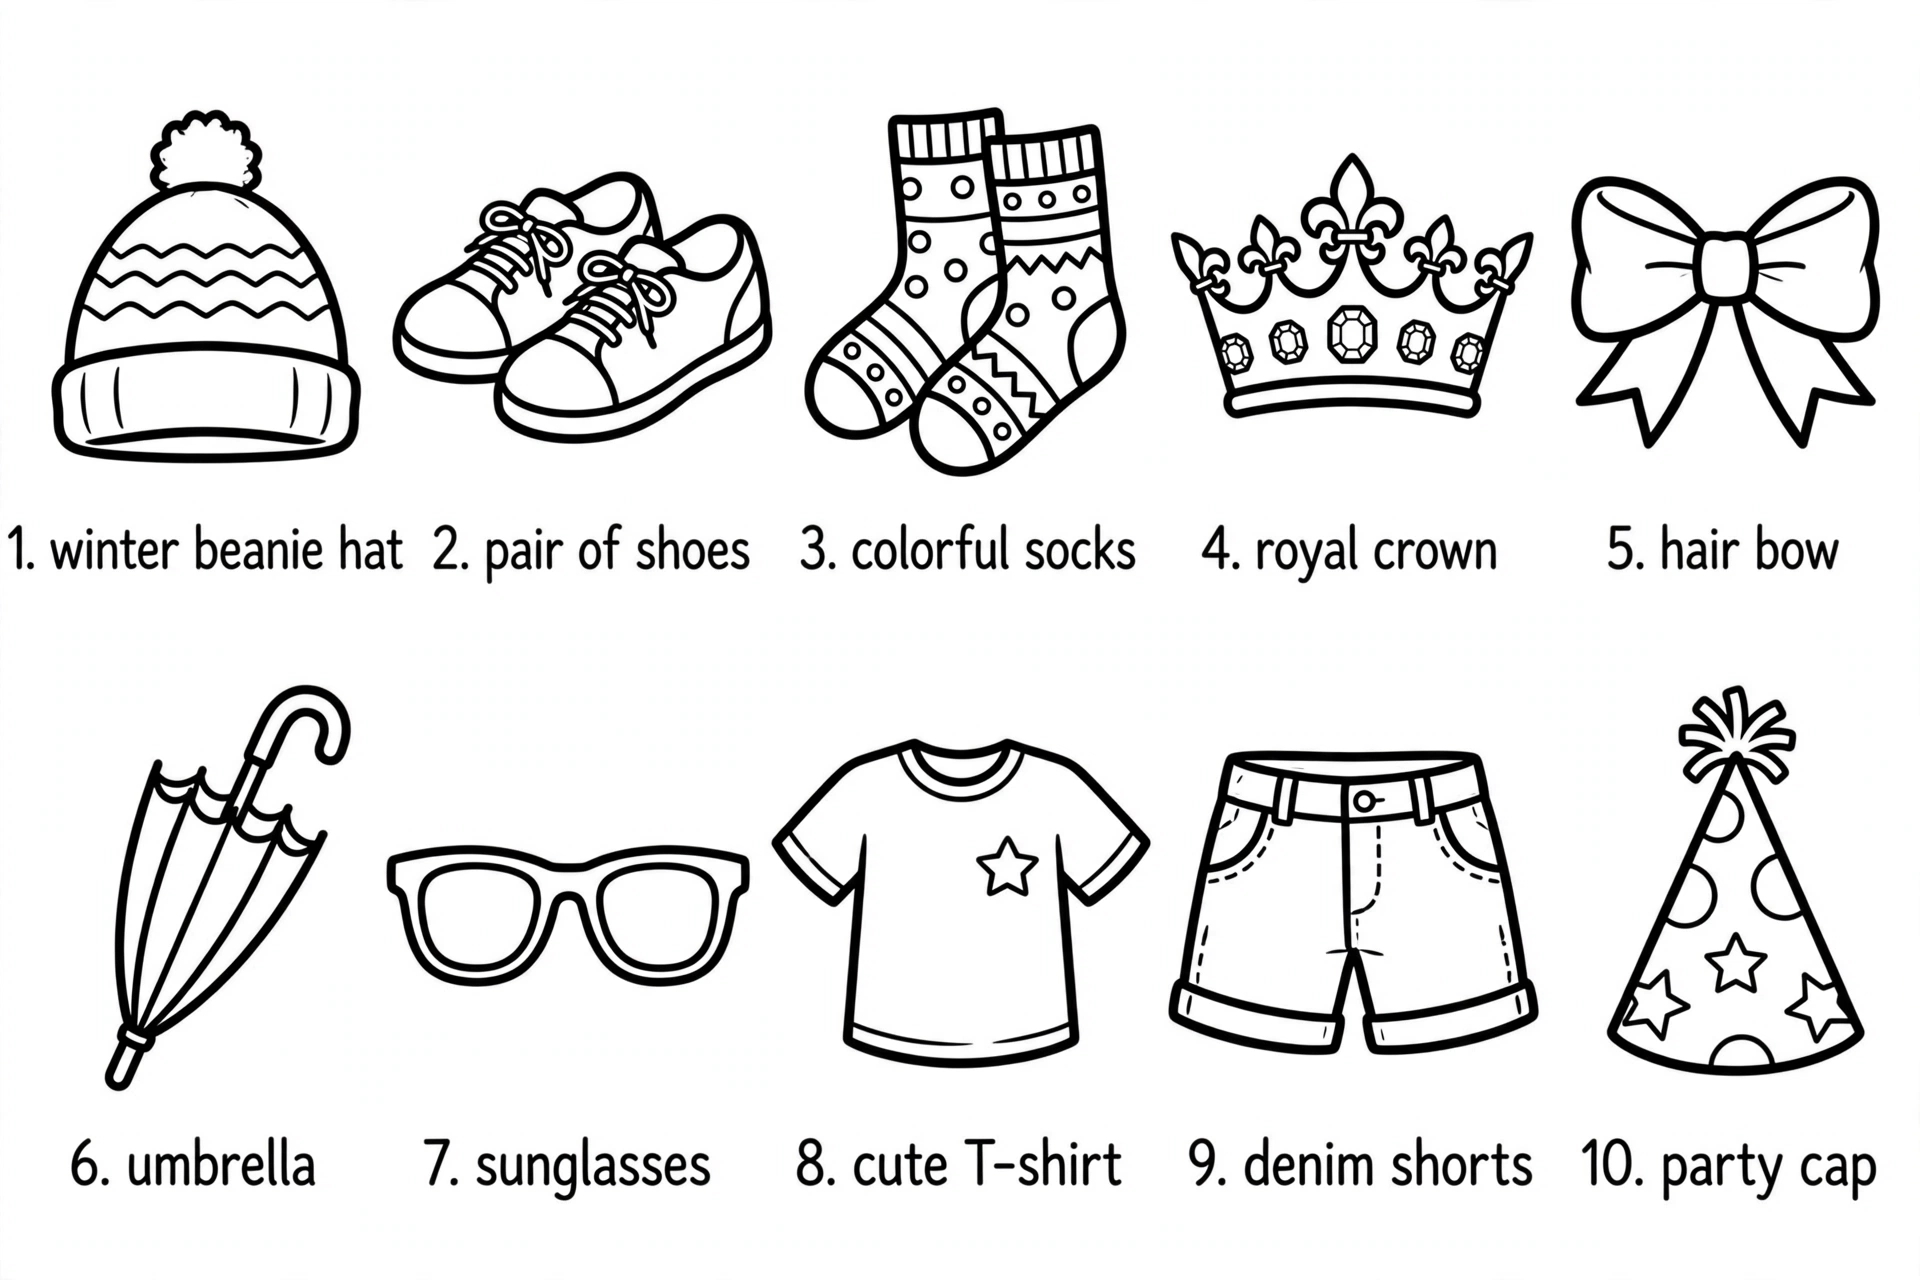 1. winter beanie hat
2. pair of shoes
3. colorful socks
4. royal crown
5. hair bow
6. umbrella
7. sunglasses
8. cute T-shirt
9. denim shorts
10. party cap